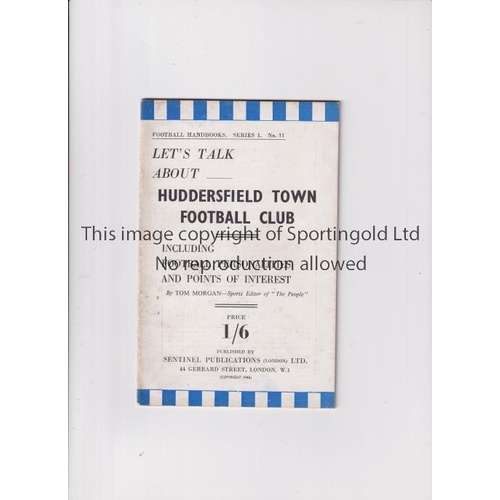 FOOTBALL HANDBOOKS. SERIES 1. No. 11
LET'S TALK
ABOUT
HUDDERSFIELD TOWN
FOOTBALL CLUB
This image copyright of Sportingold Ltd
INCLUDING
FOOTBALL PERSONALITIES
No reproduction allowed
AND POINTS OF INTEREST
By TOM MORGAN—Sports Editor of "The People"
PRICE
1/6
PUBLISHED BY
SENTINEL PUBLICATIONS (LONDON) LTD.
44 GERRARD STREET, LONDON, W.1
(COPYRIGHT 1946)